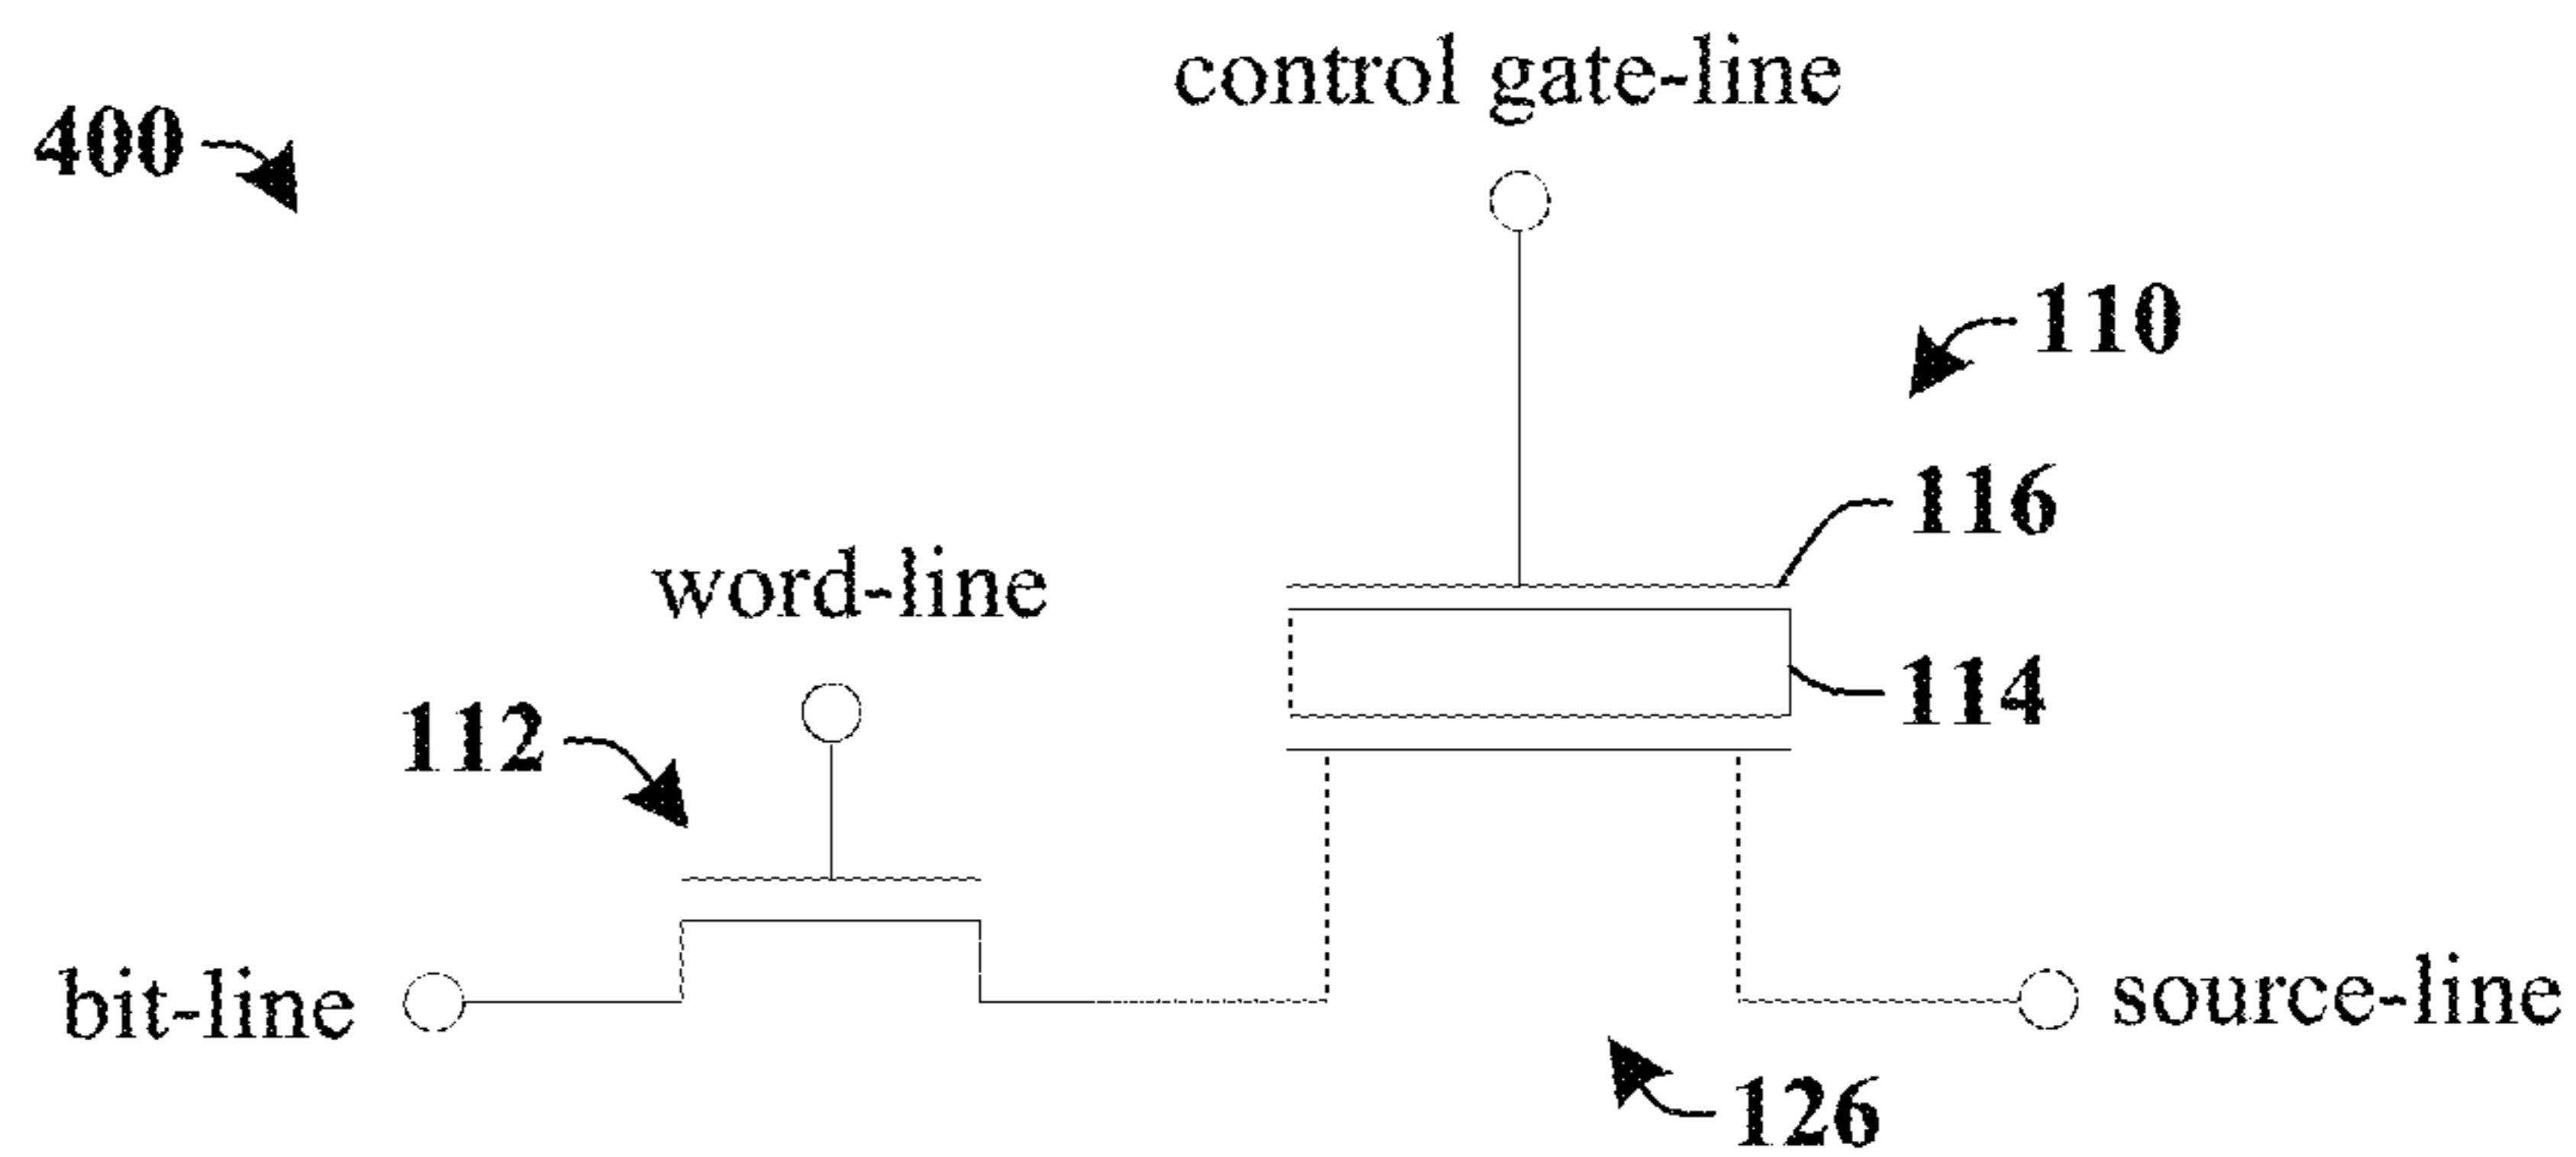 control gate-line
400
110
116
word-line
114
112
bit-line
source-line
126